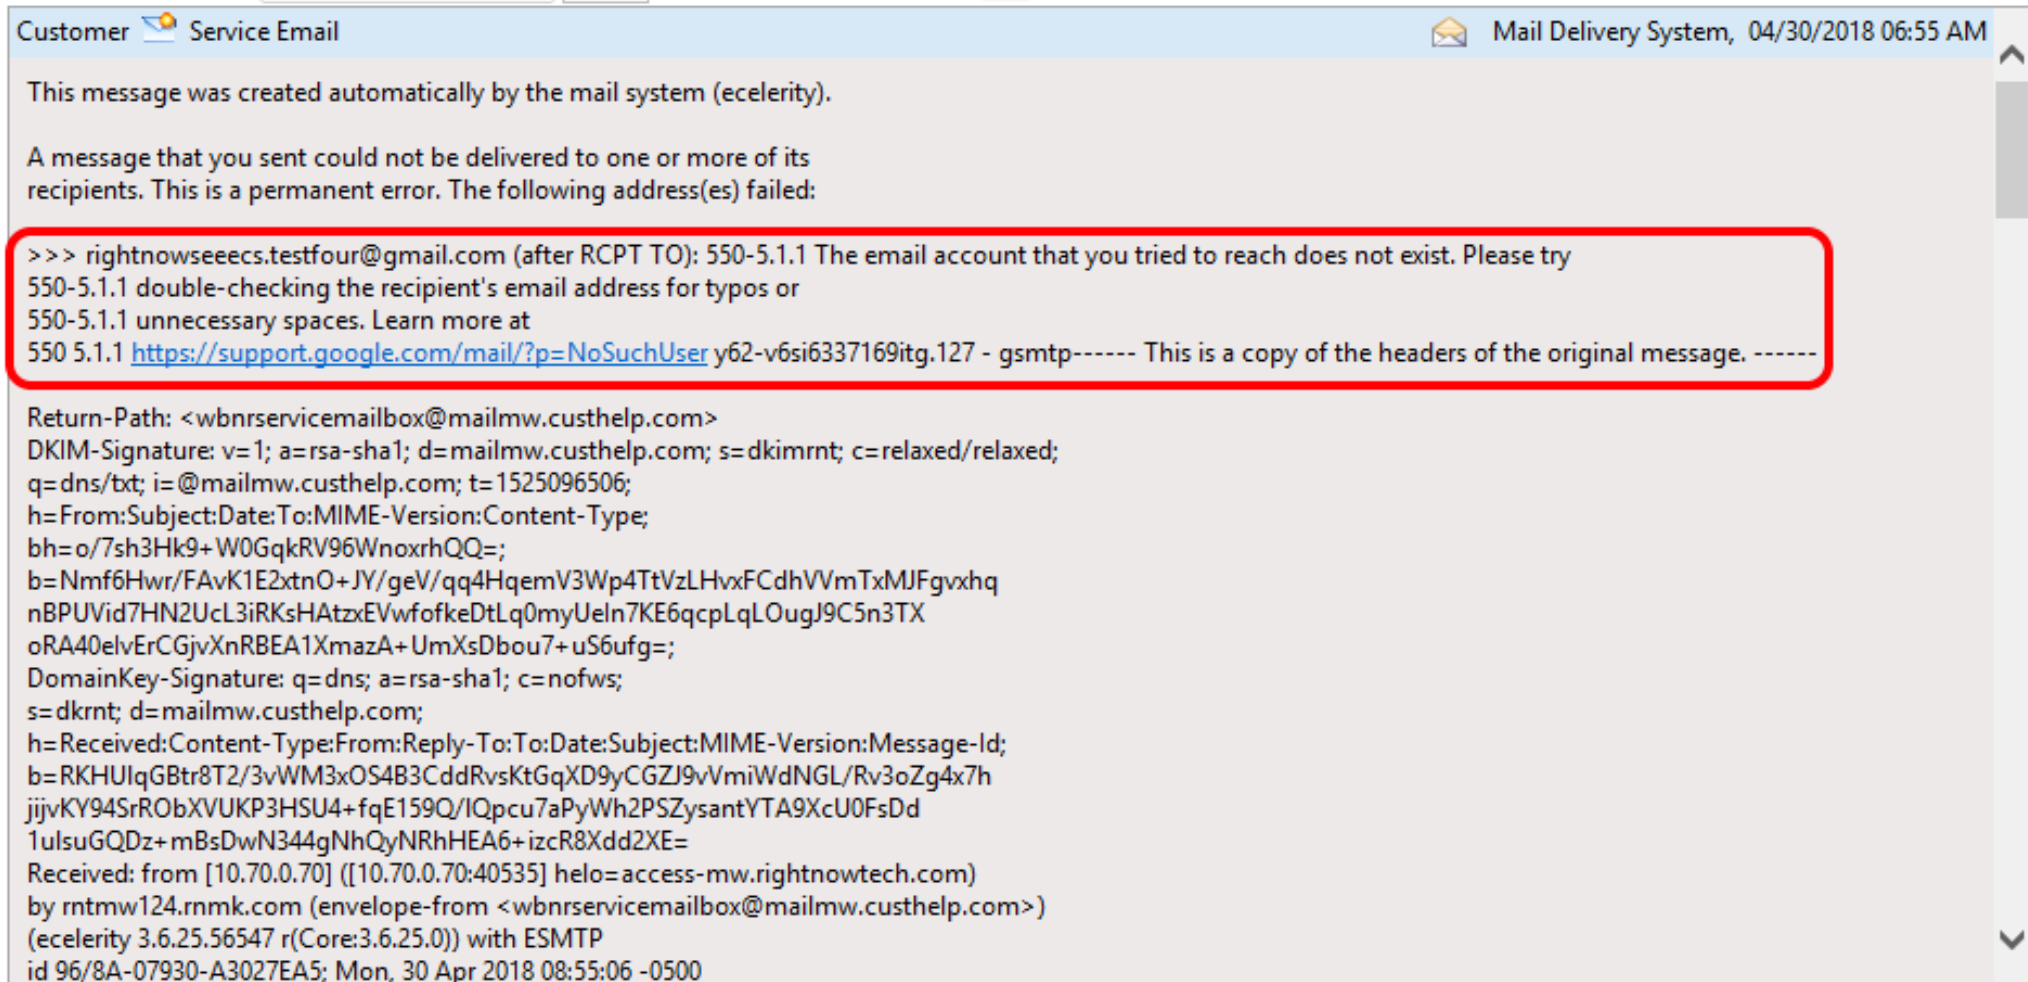 Customer Service Email Mail Delivery System, 04/30/2018 06:55 AM
This message was created automatically by the mail system (ecelerity).
A message that you sent could not be delivered to one or more of its
recipients. This is a permanent error. The following address(es) failed:
>>> rightnowseeecs.testfour@gmail.com (after RCPT TO): 550-5.1.1 The email account that you tried to reach does not exist. Please try
550-5.1.1 double-checking the recipient's email address for typos or
550-5.1.1 unnecessary spaces. Learn more at
550 5.1.1 https://support.google.com/mail/?p=NoSuchUser y62-v6si6337169itg.127 - gsmtp------ This is a copy of the headers of the original message. ------
Return-Path: <wbnrservicemailbox@mailmw.custhelp.com>
DKIM-Signature: v=1; a=rsa-sha1; d=mailmw.custhelp.com; s=dkimrnt; c=relaxed/relaxed;
q=dns/txt; i=@mailmw.custhelp.com; t=1525096506;
h=From:Subject:Date:To:MIME-Version:Content-Type;
bh=o/7sh3Hk9+W0GqkRV96WnoxrhQQ=;
b=Nmf6Hwr/FAvK1E2xtnO+JY/geV/qq4HqemV3Wp4TtVzLHvxFCdhVVmTxMJFgvxhq
nBPUVid7HN2UcL3iRKsHAtzxEVwfofkeDtLq0myUeIn7KE6qcpLqLOugJ9C5n3TX
oRA40elvErCGjvXnRBEA1XmazA+UmXsDbou7+uS6ufg=;
DomainKey-Signature: q=dns; a=rsa-sha1; c=nofws;
s=dkrnt; d=mailmw.custhelp.com;
h=Received:Content-Type:From:Reply-To:To:Date:Subject:MIME-Version:Message-Id;
b=RKHUlqGBtr8T2/3vWM3xOS4B3CddRvsKtGqXD9yCGZJ9vVmiWdNGL/Rv3oZg4x7h
jijvKY94SrRObXVUKP3HSU4+fqE159Q/IQpcu7aPyWh2PSZysantYTA9XcU0FsDd
1ulsuGQDz+mBsDwN344gNhQyNRhHEA6+izcR8Xdd2XE=
Received: from [10.70.0.70] ([10.70.0.70:40535] helo=access-mw.rightnowtech.com)
by rntmw124.rnmk.com (envelope-from <wbnrservicemailbox@mailmw.custhelp.com>)
(ecelerity 3.6.25.56547 r(Core:3.6.25.0)) with ESMTP
id 96/8A-07930-A3027EA5; Mon, 30 Apr 2018 08:55:06 -0500